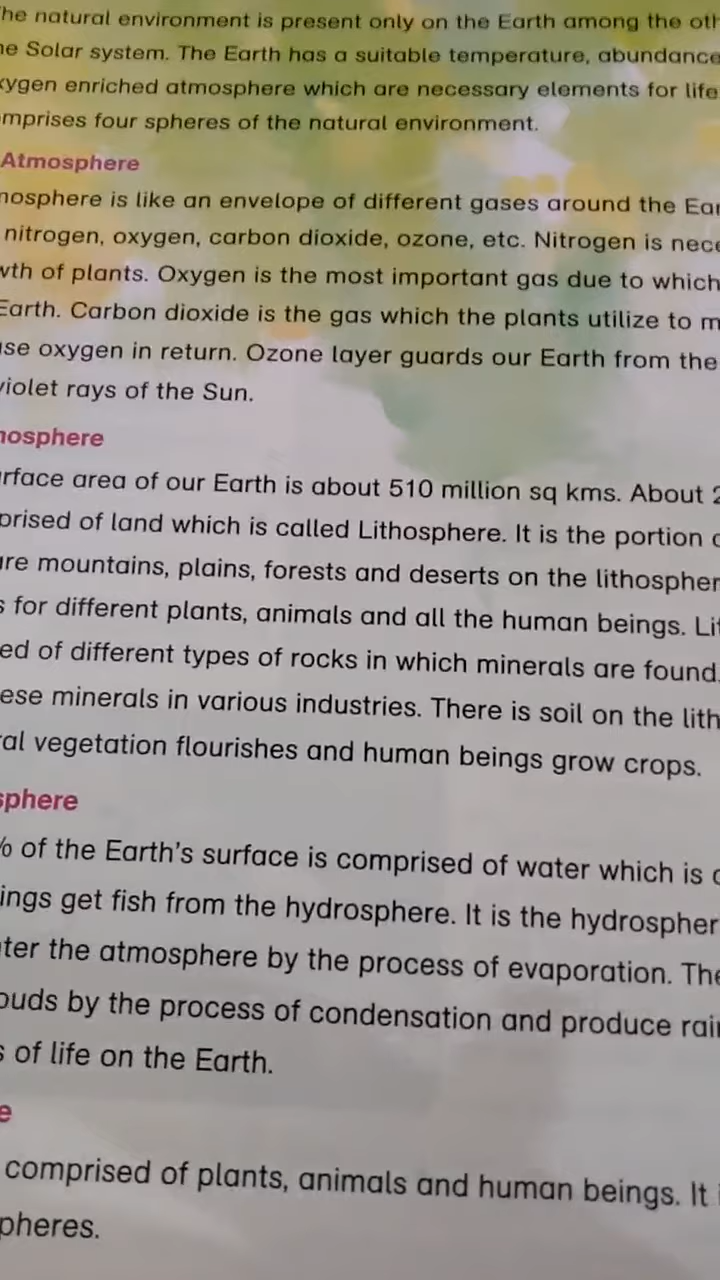 he natural environment is present only on the Earth among the oth
ne Solar system. The Earth has a suitable temperature, abundance
xygen enriched atmosphere which are necessary elements for life
mprises four spheres of the natural environment.
Atmosphere
nosphere is like an envelope of different gases around the Ear
nitrogen, oxygen, carbon dioxide, ozone, etc. Nitrogen is nece
wth of plants. Oxygen is the most important gas due to which
Earth. Carbon dioxide is the gas which the plants utilize to m
ase oxygen in return. Ozone layer guards our Earth from the
violet rays of the Sun.
hosphere
urface area of our Earth is about 510 million sq kms. About 2
prised of land which is called Lithosphere. It is the portion o
are mountains, plains, forests and deserts on the lithospher
s for different plants, animals and all the human beings. Lit
ed of different types of rocks in which minerals are found.
ese minerals in various industries. There is soil on the lith
ral vegetation flourishes and human beings grow crops.
sphere
% of the Earth's surface is comprised of water which is c
ings get fish from the hydrosphere. It is the hydrospher
ter the atmosphere by the process of evaporation. The
ouds by the process of condensation and produce rain
s of life on the Earth.
e
comprised of plants, animals and human beings. It i
pheres.